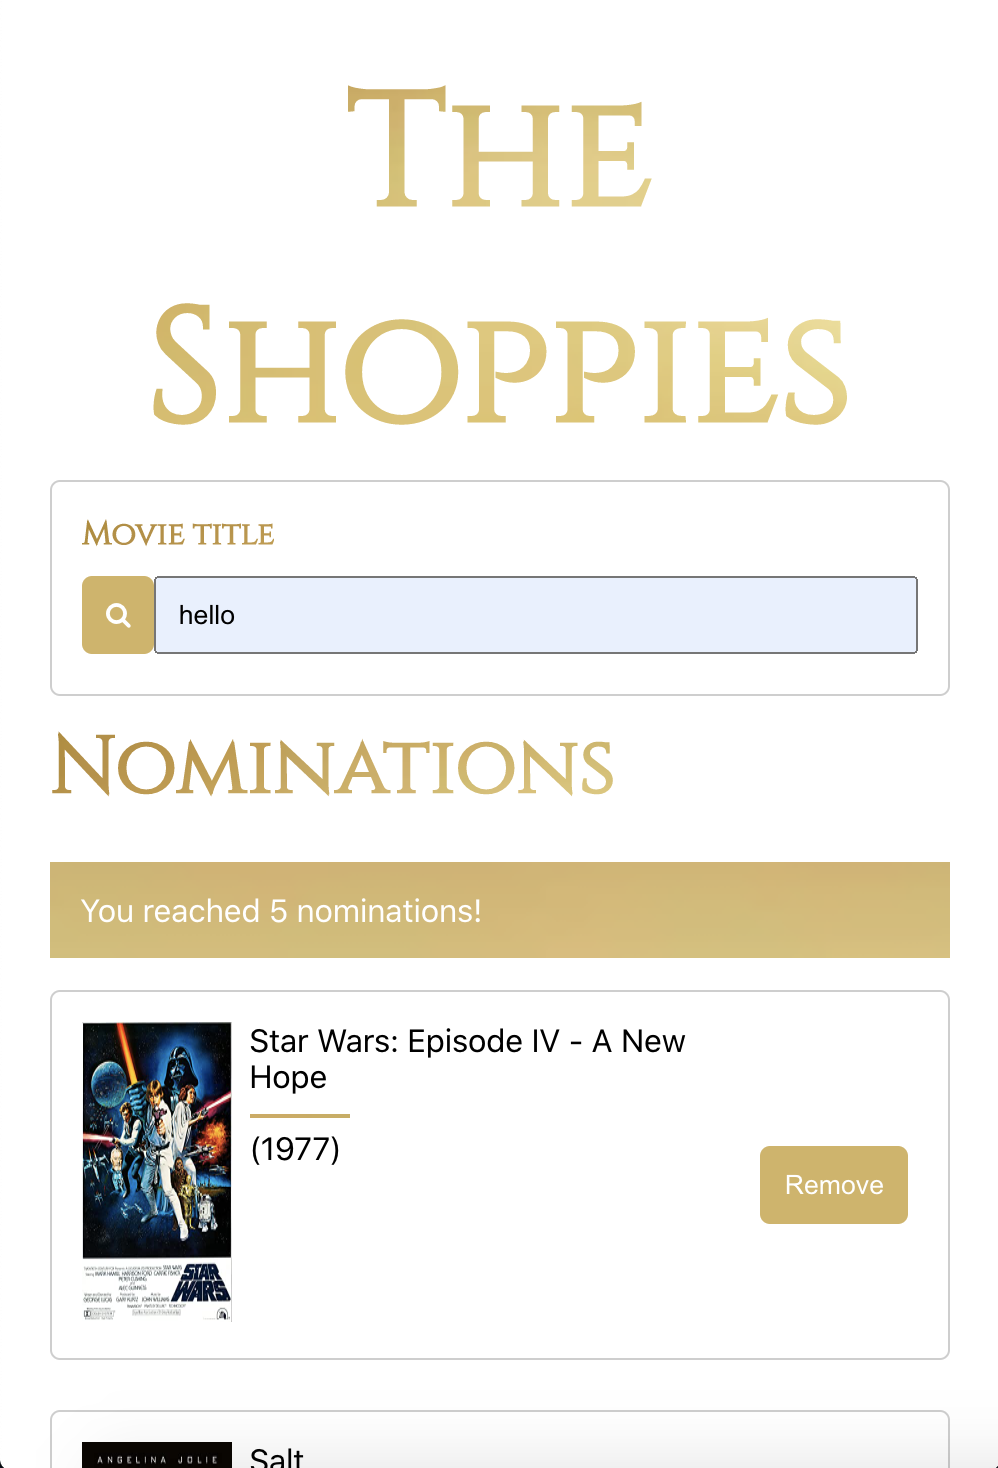 The
Shoppies
Movie title
hello
Nominations
You reached 5 nominations!
Star Wars: Episode IV - A New
Hope
(1977)
Remove
STAR
WARS
ANGELINA JOLIE
Salt